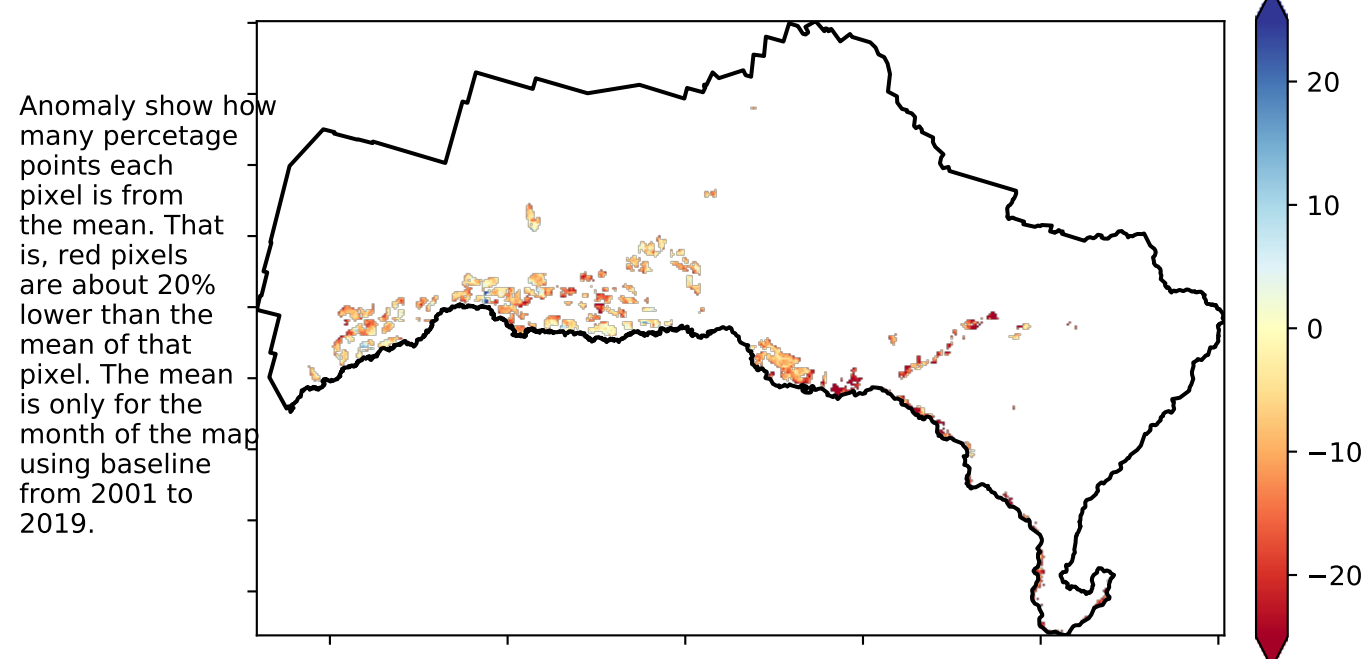 Anomaly show how
many percetage
points each
pixel is from
the mean. That
is, red pixels
are about 20%
lower than the
mean of that
pixel. The mean
is only for the
month of the map
using baseline
from 2001 to
2019.
20
10
0
−10
−20